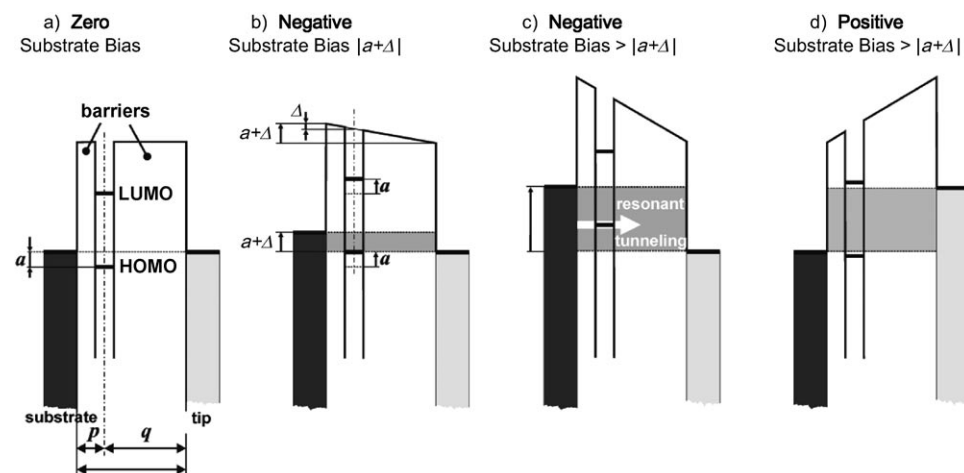 a) Zero
Substrate Bias
b) Negative
Substrate Bias |a+Δ|
c) Negative
Substrate Bias > |a+Δ|
d) Positive
Substrate Bias > |a+Δ|
barriers
LUMO
a
HOMO
substrate
tip
p
q
Δ
a+Δ
a
a+Δ
a
resonant
tunneling